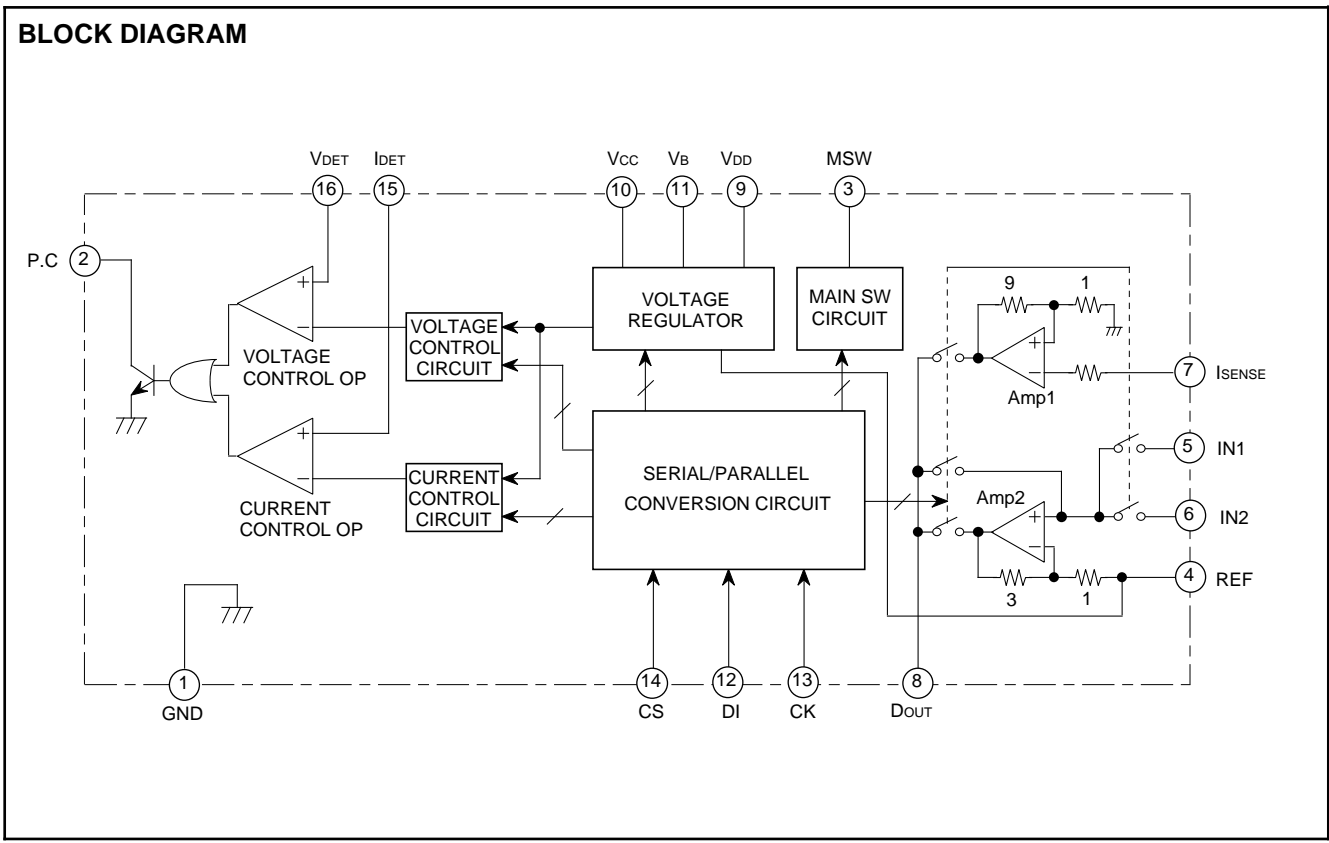 BLOCK DIAGRAM
VDET
IDET
VCC
VB
VDD
MSW
16
15
10
11
9
3
P.C
2
+
−
VOLTAGE
CONTROL OP
VOLTAGE
CONTROL
CIRCUIT
VOLTAGE
REGULATOR
MAIN SW
CIRCUIT
9
1
+
−
Amp1
7
ISENSE
+
−
CURRENT
CONTROL OP
CURRENT
CONTROL
CIRCUIT
SERIAL/PARALLEL
CONVERSION CIRCUIT
5
IN1
Amp2
+
−
6
IN2
3
1
4
REF
1
GND
14
CS
12
DI
13
CK
8
DOUT